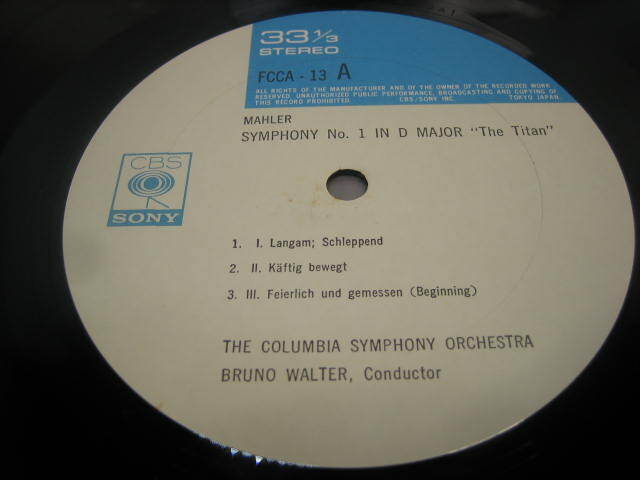 33 1/3
STEREO
FCCA - 13 A
ALL RIGHTS OF THE MANUFACTURER AND OF THE OWNER OF THE RECORDED WORK
RESERVED. UNAUTHORIZED PUBLIC PERFORMANCE, BROADCASTING AND COPYING OF
THIS RECORD PROHIBITED. CBS/SONY INC. TOKYO JAPAN.
MAHLER
SYMPHONY No. 1 IN D MAJOR "The Titan"
CBS
SONY
1. I. Langam; Schleppend
2. II. Käftig bewegt
3. III. Feierlich und gemessen (Beginning)
THE COLUMBIA SYMPHONY ORCHESTRA
BRUNO WALTER, Conductor